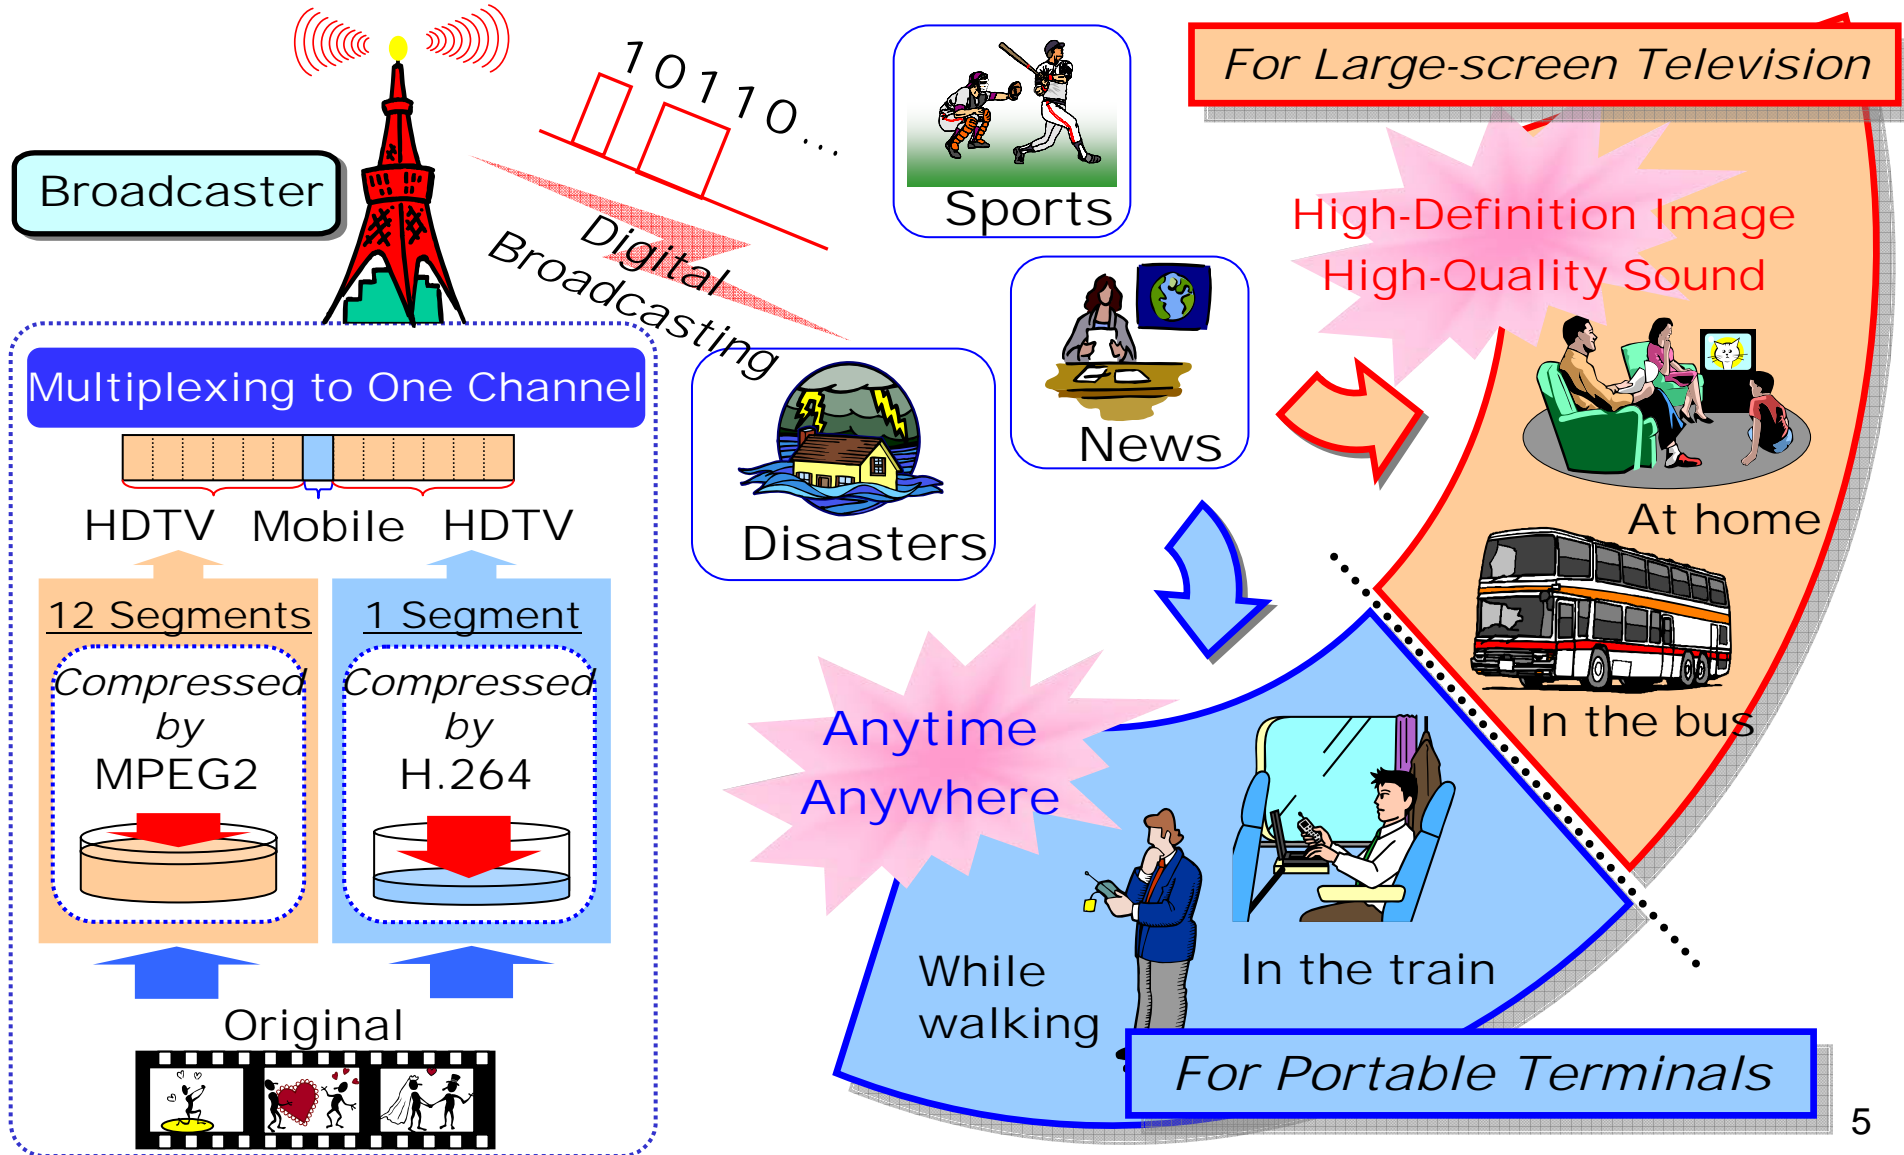 Broadcaster
10110...
Digital
Broadcasting
Sports
News
Disasters
Multiplexing to One Channel
HDTV Mobile HDTV
12 Segments
Compressed
by
MPEG2
1 Segment
Compressed
by
H.264
Original
For Large-screen Television
High-Definition Image
High-Quality Sound
At home
In the bus
Anytime
Anywhere
While
walking
In the train
For Portable Terminals
5